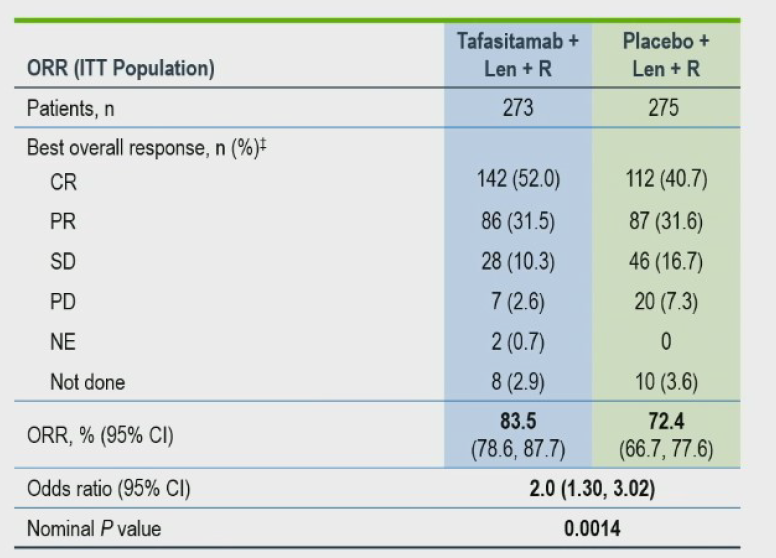 ORR (ITT Population) Tafasitamab + Len + R Placebo + Len + R
Patients, n 273 275
Best overall response, n (%)‡
CR 142 (52.0) 112 (40.7)
PR 86 (31.5) 87 (31.6)
SD 28 (10.3) 46 (16.7)
PD 7 (2.6) 20 (7.3)
NE 2 (0.7) 0
Not done 8 (2.9) 10 (3.6)
ORR, % (95% CI) 83.5 (78.6, 87.7) 72.4 (66.7, 77.6)
Odds ratio (95% CI) 2.0 (1.30, 3.02)
Nominal P value 0.0014